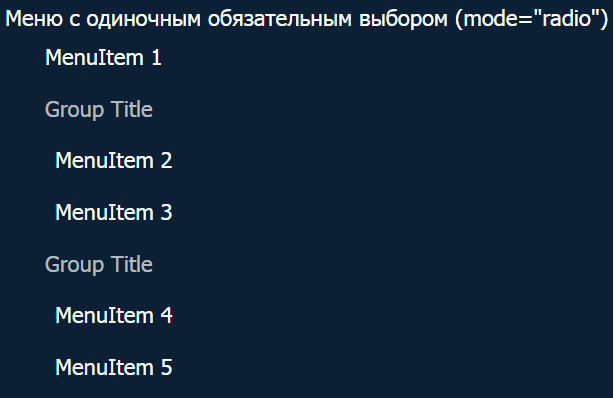 Меню с одиночным обязательным выбором (mode="radio")
MenuItem 1
Group Title
MenuItem 2
MenuItem 3
Group Title
MenuItem 4
MenuItem 5